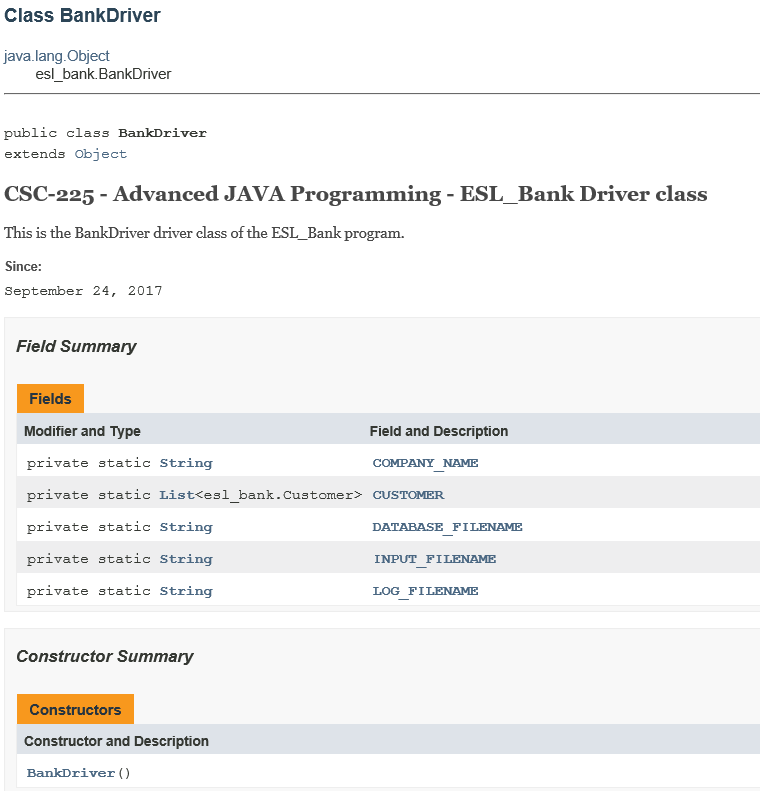 Class BankDriver
java.lang.Object
esl_bank.BankDriver
public class BankDriver
extends Object
CSC-225 - Advanced JAVA Programming - ESL_Bank Driver class
This is the BankDriver driver class of the ESL_Bank program.
Since:
September 24, 2017
Field Summary
Fields
Modifier and Type Field and Description
private static String COMPANY_NAME
private static List<esl_bank.Customer> CUSTOMER
private static String DATABASE_FILENAME
private static String INPUT_FILENAME
private static String LOG_FILENAME
Constructor Summary
Constructors
Constructor and Description
BankDriver()